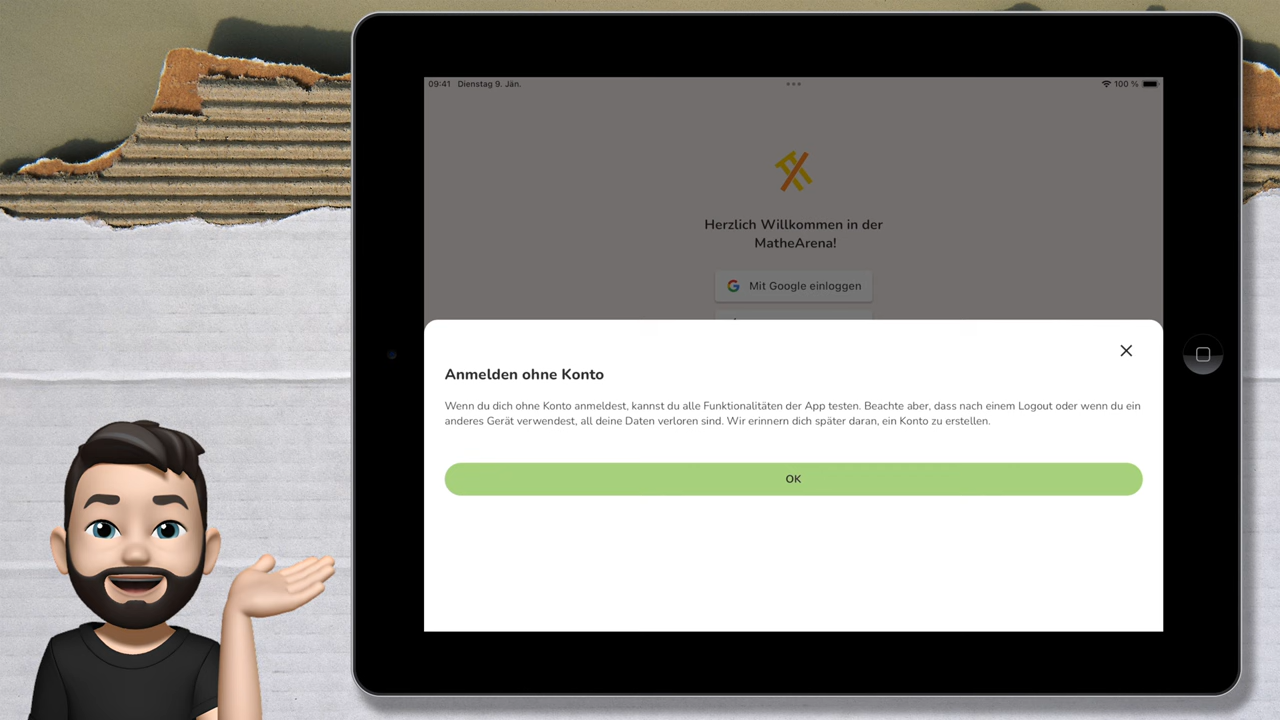 09:41 Dienstag 9. Jän.
100 %
Herzlich Willkommen in der
MatheArena!
Mit Google einloggen
Anmelden ohne Konto
Wenn du dich ohne Konto anmeldest, kannst du alle Funktionalitäten der App testen. Beachte aber, dass nach einem Logout oder wenn du ein
anderes Gerät verwendest, all deine Daten verloren sind. Wir erinnern dich später daran, ein Konto zu erstellen.
OK